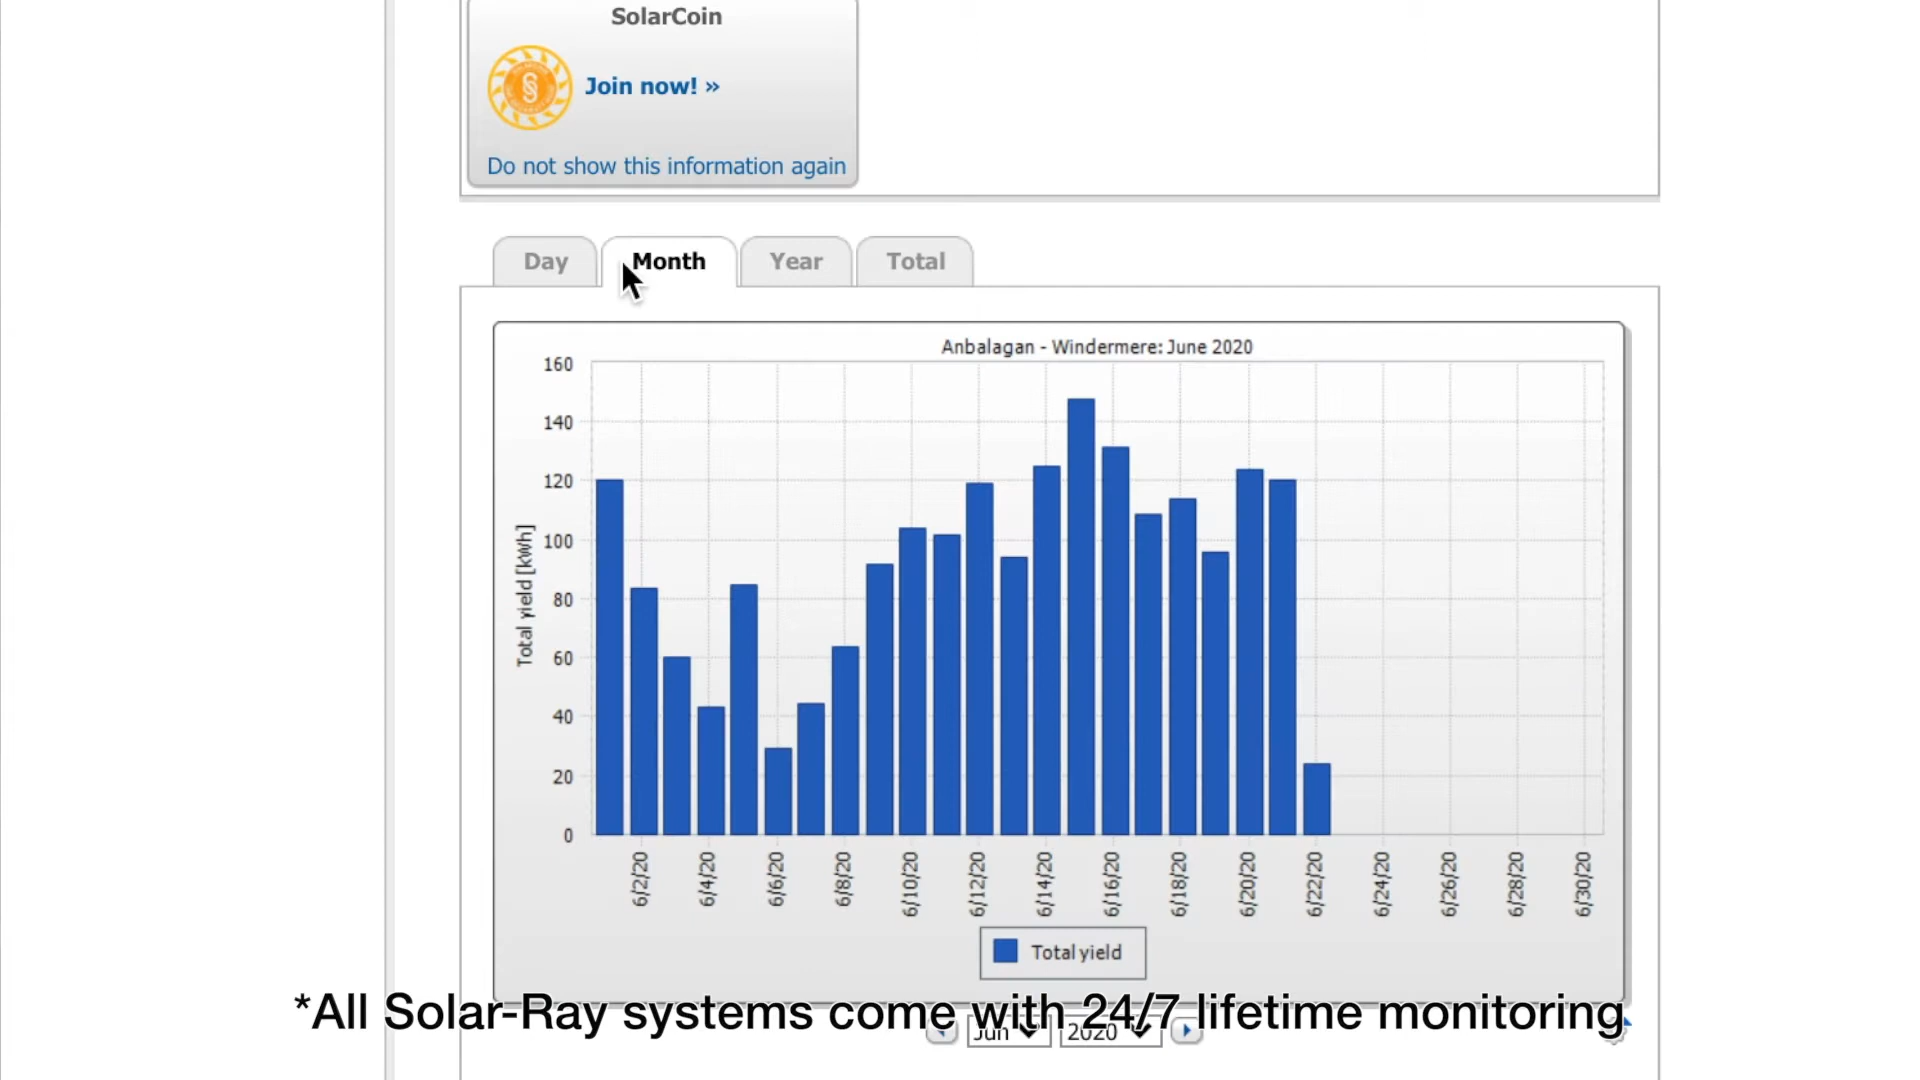 SolarCoin
Join now! »
Do not show this information again
Day
Month
Year
Total
Anbalagan - Windermere: June 2020
Total yield [kWh]
160
140
120
100
80
60
40
20
0
6/2/20
6/4/20
6/6/20
6/8/20
6/10/20
6/12/20
6/14/20
6/16/20
6/18/20
6/20/20
6/22/20
6/24/20
6/26/20
6/28/20
6/30/20
Total yield
*All Solar-Ray systems come with 24/7 lifetime monitoring
Jun
2020